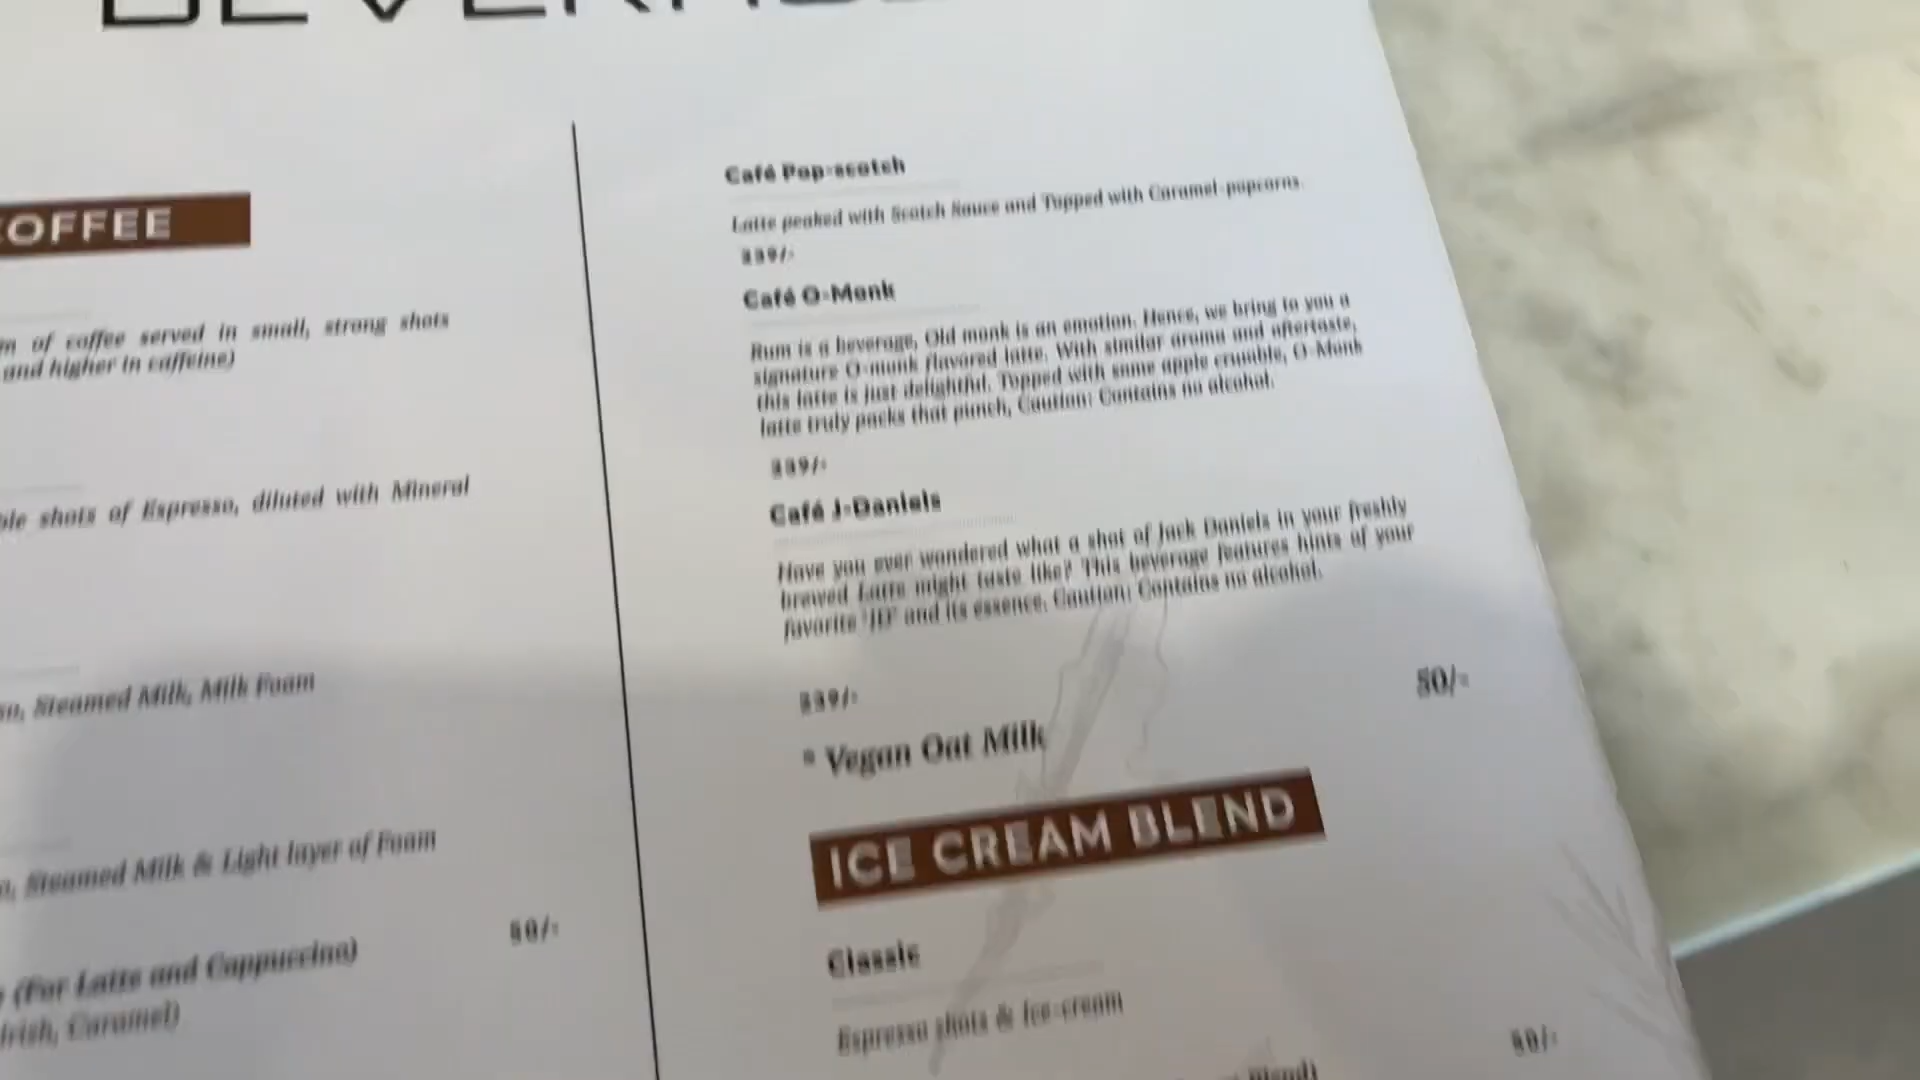 COFFEE
of coffee served in small, strong shots
and higher in caffeine)
shots of Espresso, diluted with Mineral
Steamed Milk, Milk Foam
Steamed Milk & Light layer of Foam
50/-
(For Latte and Cappuccino)
Irish, Caramel)
Café Pop-scotch
Latte peaked with Scotch Sauce and Topped with Caramel-popcorns.
Café O-Monk
Rum is a beverage, Old monk is an emotion. Hence, we bring to you a
signature O-monk flavored latte. With similar aroma and aftertaste,
this latte is just delightful. Topped with some apple crumble, O-Monk
latte truly packs that punch, Caution: Contains no alcohol.
Café J-Daniels
Have you ever wondered what a shot of Jack Daniels in your freshly
brewed Latte might taste like? This beverage features hints of your
favorite 'JD' and its essence. Caution: Contains no alcohol.
* Vegan Oat Milk 50/-
ICE CREAM BLEND
Classic
Espresso shots & Ice-cream
50/-